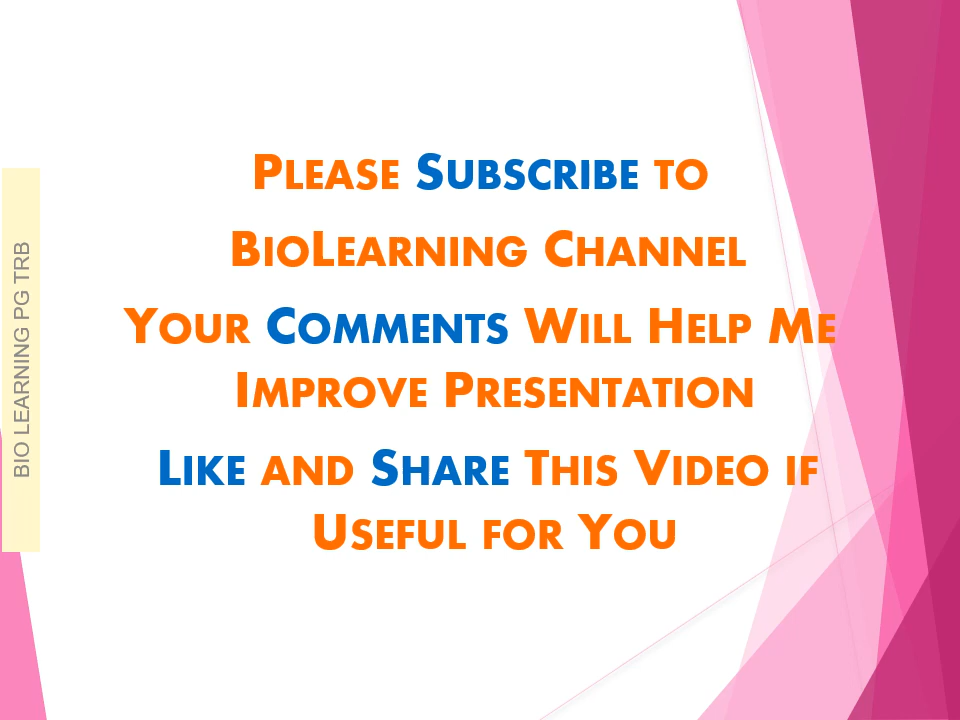 Please Subscribe to
BioLearning Channel
Your Comments Will Help Me
Improve Presentation
Like and Share This Video if
Useful for You
BIO LEARNING PG TRB